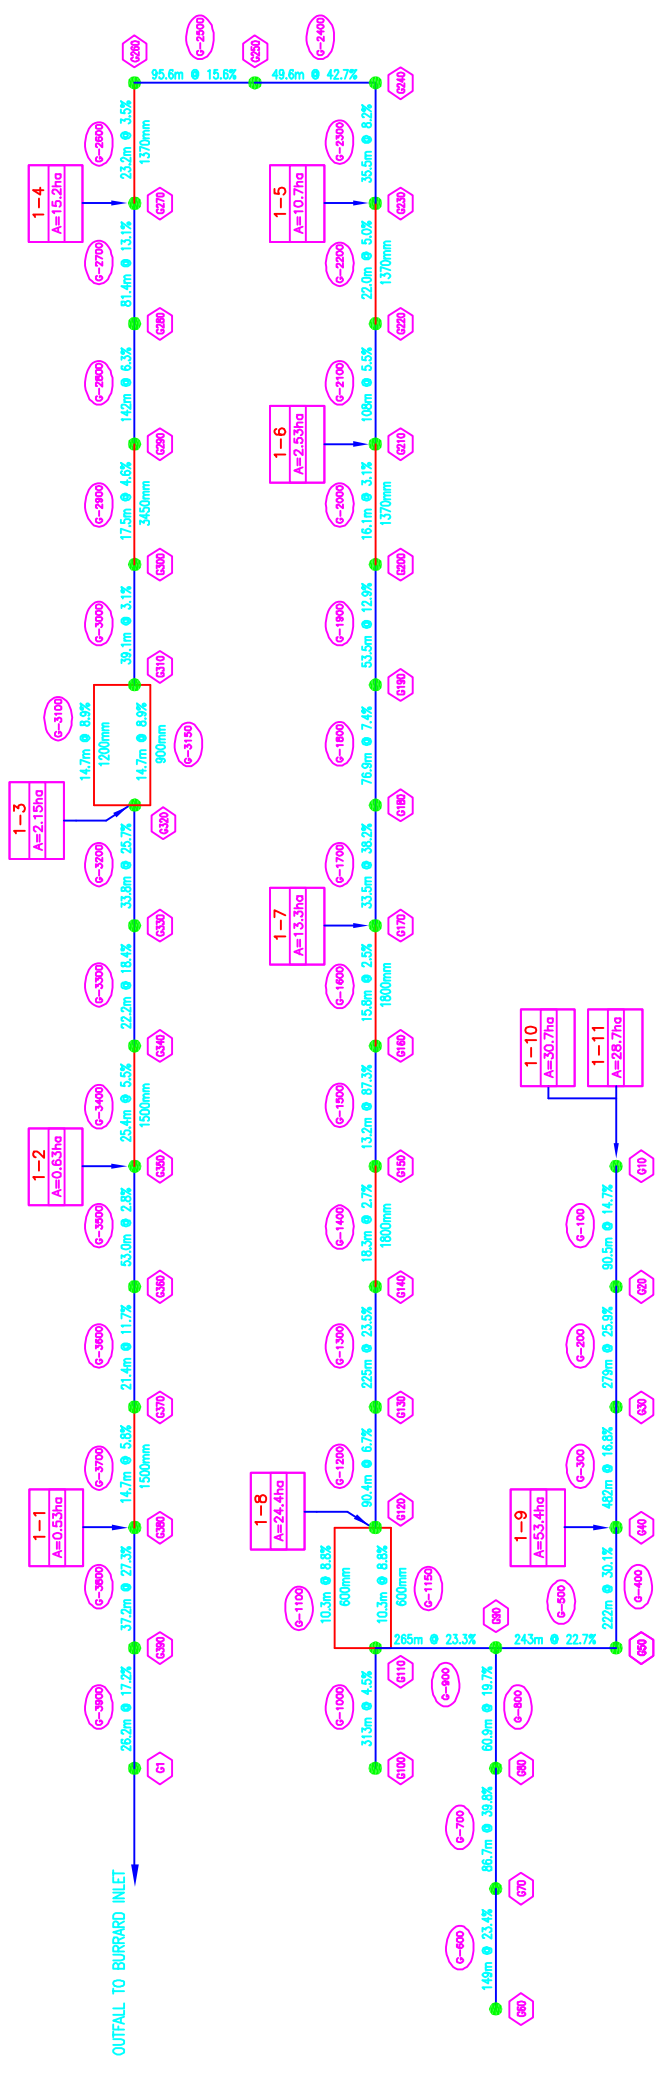 G260
G-2500
95.6m @ 15.6%
G250
G-2400
49.6m @ 42.7%
G240
G-2600
23.2m @ 3.5%
1370mm
1-4
A=15.2ha
G270
G-2700
81.4m @ 13.1%
G280
G-2800
142m @ 6.3%
G290
G-2900
17.5m @ 4.6%
3450mm
G300
G-3000
39.1m @ 3.1%
G310
G-3100
14.7m @ 8.9%
1200mm
14.7m @ 8.9%
900mm
G-3150
1-3
A=2.15ha
G320
G-3200
33.8m @ 25.7%
G330
G-3300
22.2m @ 18.4%
G340
G-3400
25.4m @ 5.5%
1500mm
1-2
A=0.63ha
G350
G-3500
53.0m @ 2.8%
G360
G-3600
21.4m @ 11.7%
G370
G-3700
14.7m @ 5.8%
1500mm
1-1
A=0.53ha
G380
G-3800
37.2m @ 27.3%
G390
G-3900
26.2m @ 17.2%
G1
OUTFALL TO BURRARD INLET
G-2300
35.5m @ 8.2%
1-5
A=10.7ha
G230
G-2200
22.0m @ 5.0%
1370mm
G220
G-2100
108m @ 5.5%
1-6
A=2.53ha
G210
G-2000
16.1m @ 3.1%
1370mm
G200
G-1900
53.5m @ 12.9%
G190
G-1800
76.9m @ 7.4%
G180
G-1700
33.5m @ 38.2%
1-7
A=13.3ha
G170
G-1600
15.8m @ 2.5%
1800mm
G160
G-1500
13.2m @ 87.3%
G150
G-1400
18.3m @ 2.7%
1800mm
G140
G-1300
225m @ 23.5%
G130
G-1200
90.4m @ 6.7%
1-8
A=24.4ha
G120
G-1100
10.3m @ 8.8%
600mm
10.3m @ 8.8%
600mm
G-1150
G110
G-1000
313m @ 4.5%
G100
265m @ 23.3%
G-900
G90
243m @ 22.7%
G-500
G-800
60.9m @ 19.7%
G80
G-700
86.7m @ 39.8%
G70
G-600
149m @ 23.4%
G60
1-10
A=30.7ha
1-11
A=28.7ha
G10
G-100
90.5m @ 14.7%
G20
G-200
279m @ 25.9%
G30
G-300
482m @ 16.8%
1-9
A=53.4ha
G40
222m @ 30.1%
G-400
G50